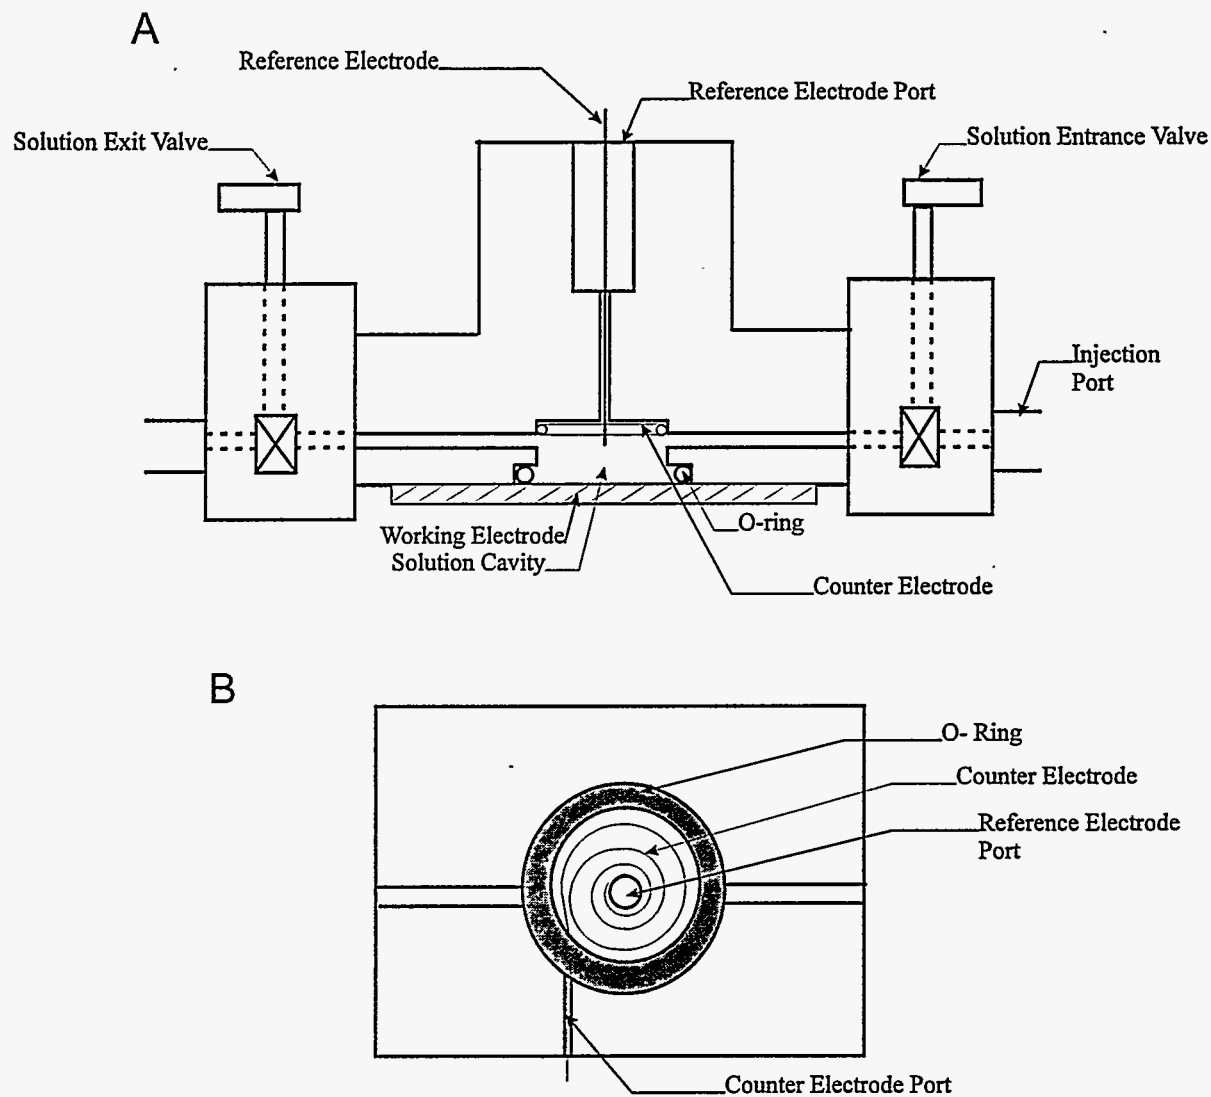 A
Reference Electrode
Reference Electrode Port
Solution Exit Valve
Solution Entrance Valve
Injection
Port
O-ring
Working Electrode
Solution Cavity
Counter Electrode
B
O- Ring
Counter Electrode
Reference Electrode
Port
Counter Electrode Port